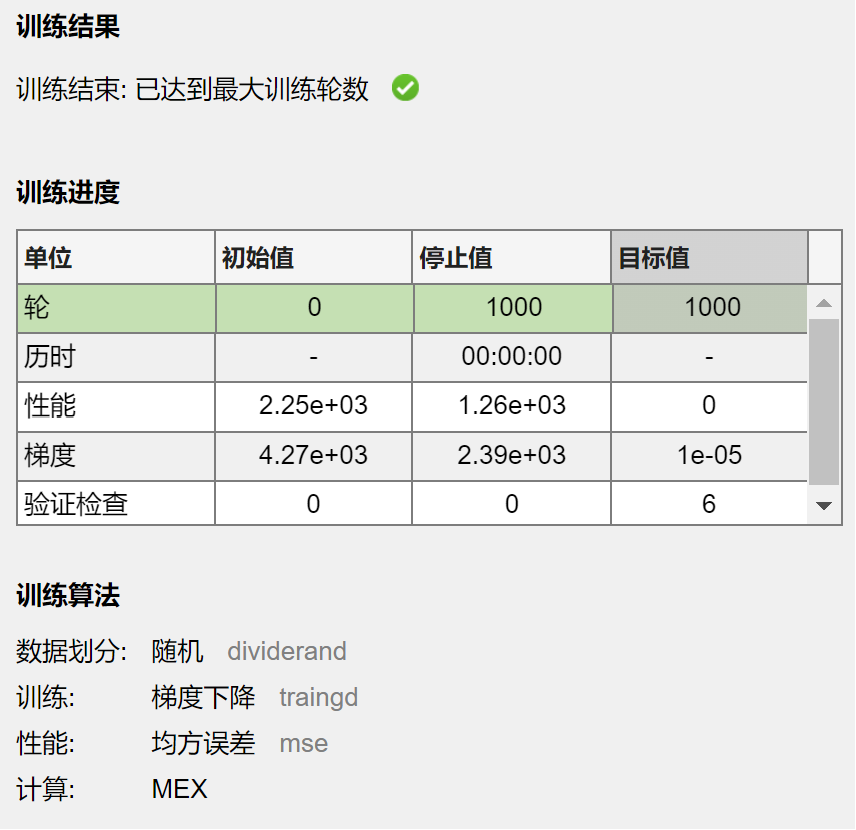 训练结果
训练结束: 已达到最大训练轮数
训练进度
单位 初始值 停止值 目标值
轮 0 1000 1000
历时 - 00:00:00 -
性能 2.25e+03 1.26e+03 0
梯度 4.27e+03 2.39e+03 1e-05
验证检查 0 0 6
训练算法
数据划分: 随机 dividerand
训练: 梯度下降 traingd
性能: 均方误差 mse
计算: MEX